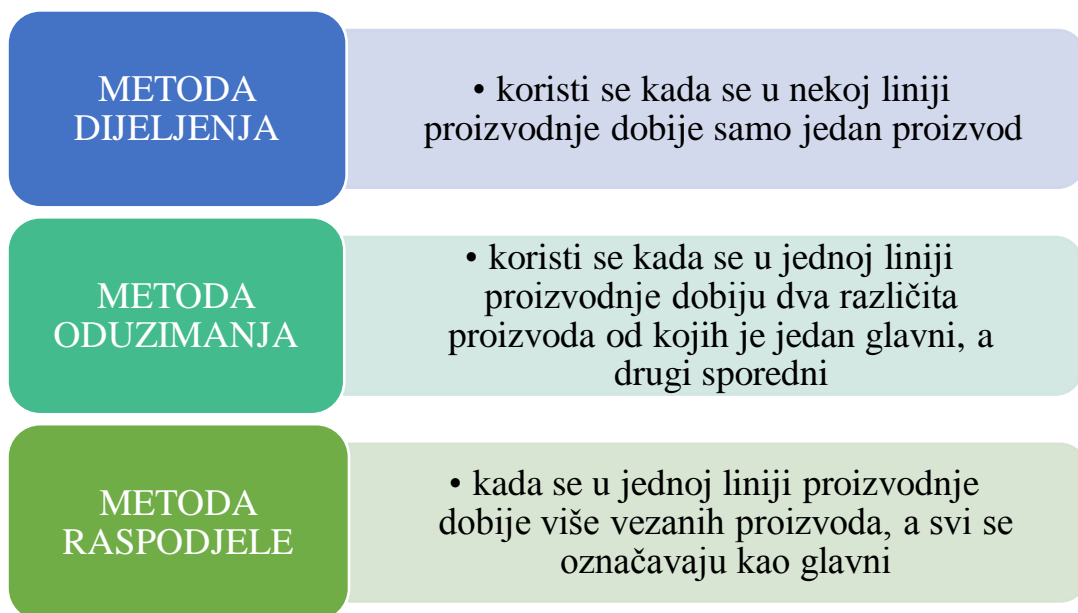 METODA
DIJELJENJA
• koristi se kada se u nekoj liniji
proizvodnje dobije samo jedan proizvod
METODA
ODUZIMANJA
• koristi se kada se u jednoj liniji
proizvodnje dobiju dva različita
proizvoda od kojih je jedan glavni, a
drugi sporedni
METODA
RASPODJELE
• kada se u jednoj liniji proizvodnje
dobije više vezanih proizvoda, a svi se
označavaju kao glavni